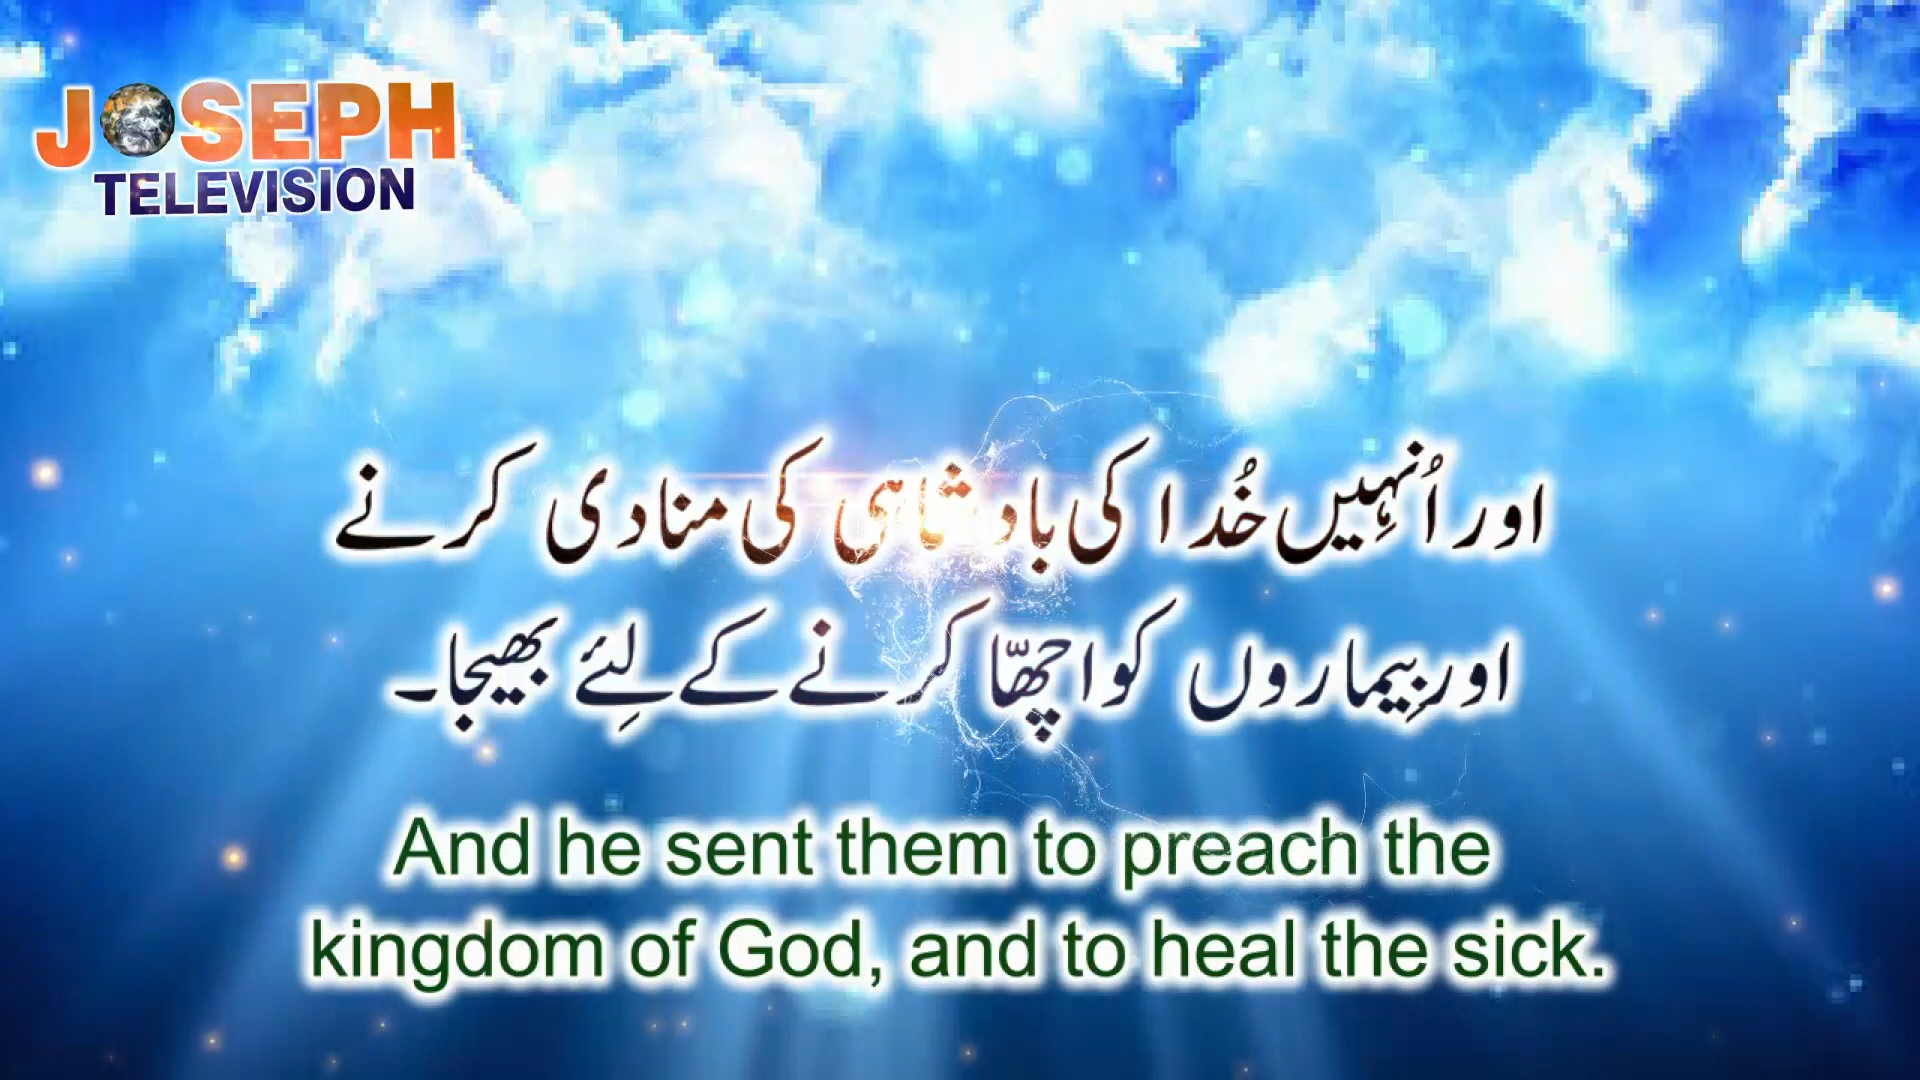 JOSEPH
TELEVISION
اور اُنہیں خُدا کی بادشاہی کی منادی کرنے
اور بِیماروں کو اچھّا کرنے کے لِئے بھیجا۔
And he sent them to preach the
kingdom of God, and to heal the sick.